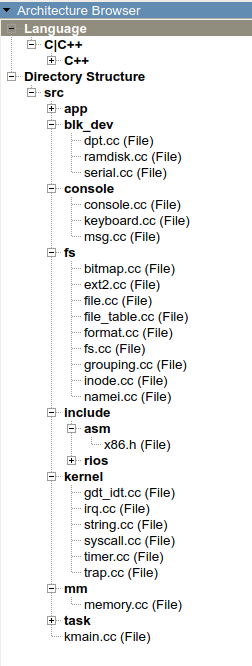 Architecture Browser
Language
C|C++
C++
Directory Structure
src
app
blk_dev
dpt.cc (File)
ramdisk.cc (File)
serial.cc (File)
console
console.cc (File)
keyboard.cc (File)
msg.cc (File)
fs
bitmap.cc (File)
ext2.cc (File)
file.cc (File)
file_table.cc (File)
format.cc (File)
fs.cc (File)
grouping.cc (File)
inode.cc (File)
namei.cc (File)
include
asm
x86.h (File)
rios
kernel
gdt_idt.cc (File)
irq.cc (File)
string.cc (File)
syscall.cc (File)
timer.cc (File)
trap.cc (File)
mm
memory.cc (File)
task
kmain.cc (File)